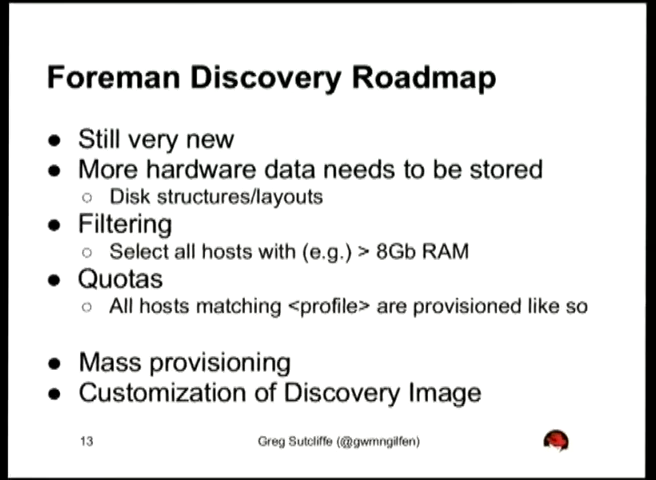 Foreman Discovery Roadmap
● Still very new
● More hardware data needs to be stored
○ Disk structures/layouts
● Filtering
○ Select all hosts with (e.g.) > 8Gb RAM
● Quotas
○ All hosts matching <profile> are provisioned like so
● Mass provisioning
● Customization of Discovery Image
13
Greg Sutcliffe (@gwmngilfen)